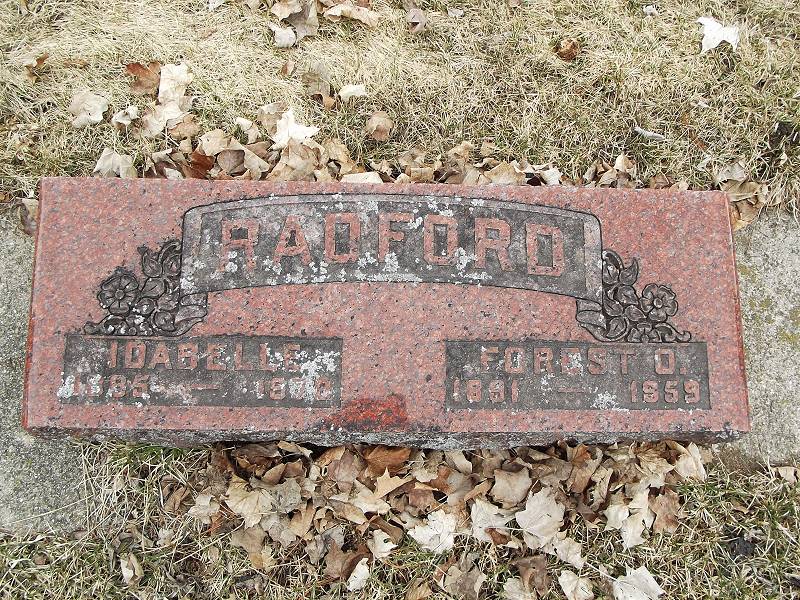 RADFORD
IDABELLE
FOREST O.
1891 — 1959